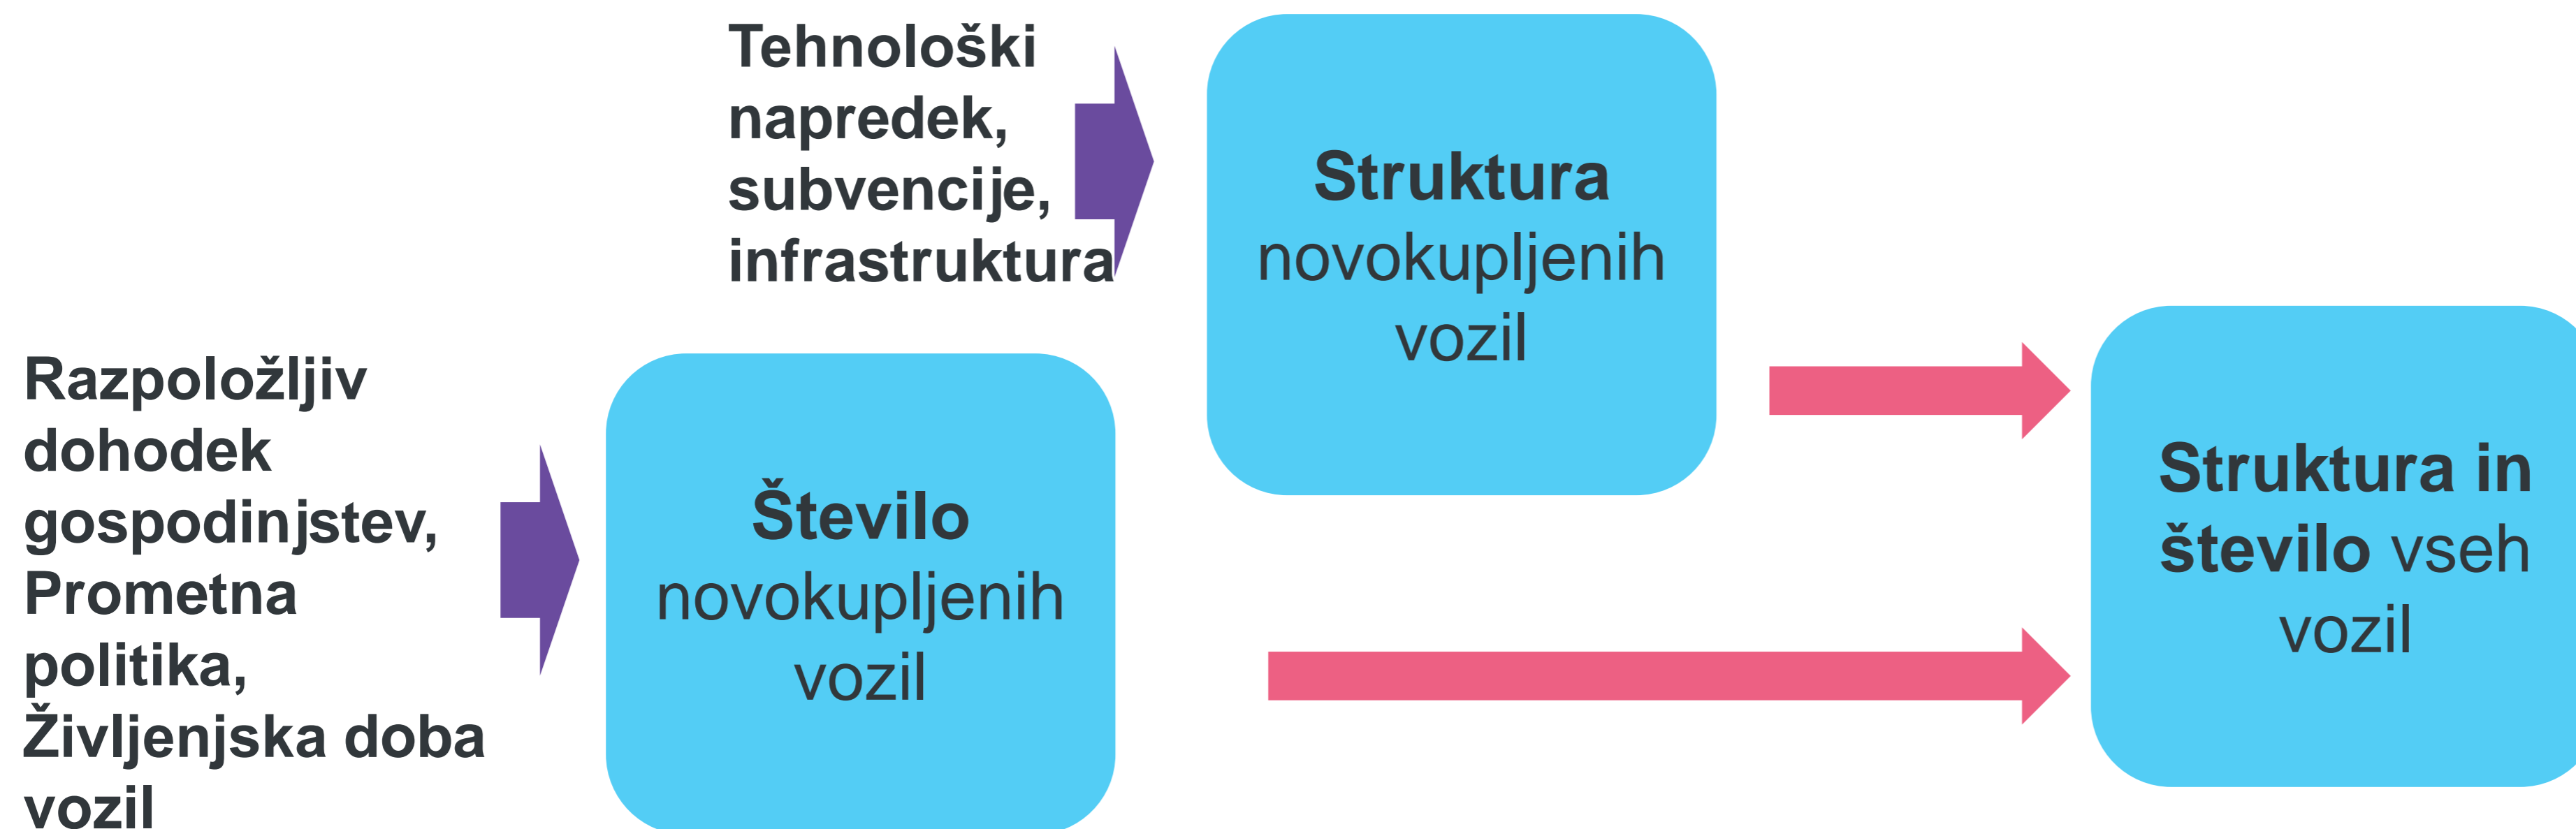 Tehnološki
napredek,
subvencije,
infrastruktura
Struktura
novokupljenih
vozil
Razpoložljiv
dohodek
gospodinjstev,
Prometna
politika,
Življenjska doba
vozil
Število
novokupljenih
vozil
Struktura in
število vseh
vozil